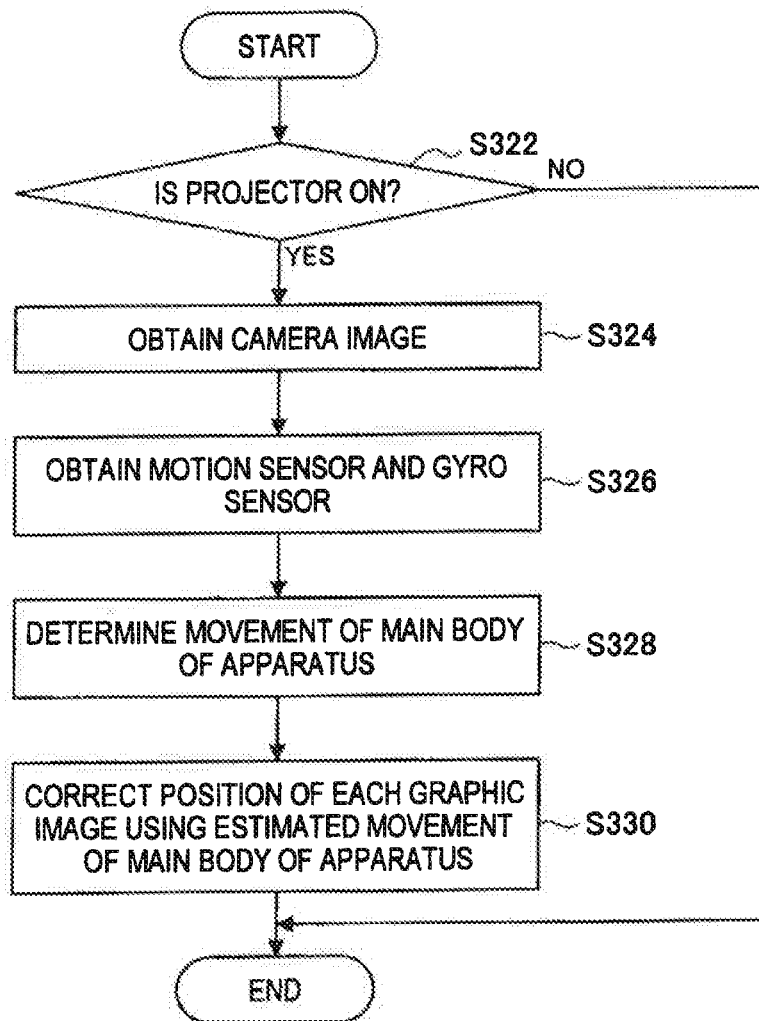 START
S322
IS PROJECTOR ON?
NO
YES
OBTAIN CAMERA IMAGE
S324
OBTAIN MOTION SENSOR AND GYRO
SENSOR
S326
DETERMINE MOVEMENT OF MAIN BODY
OF APPARATUS
S328
CORRECT POSITION OF EACH GRAPHIC
IMAGE USING ESTIMATED MOVEMENT
OF MAIN BODY OF APPARATUS
S330
END